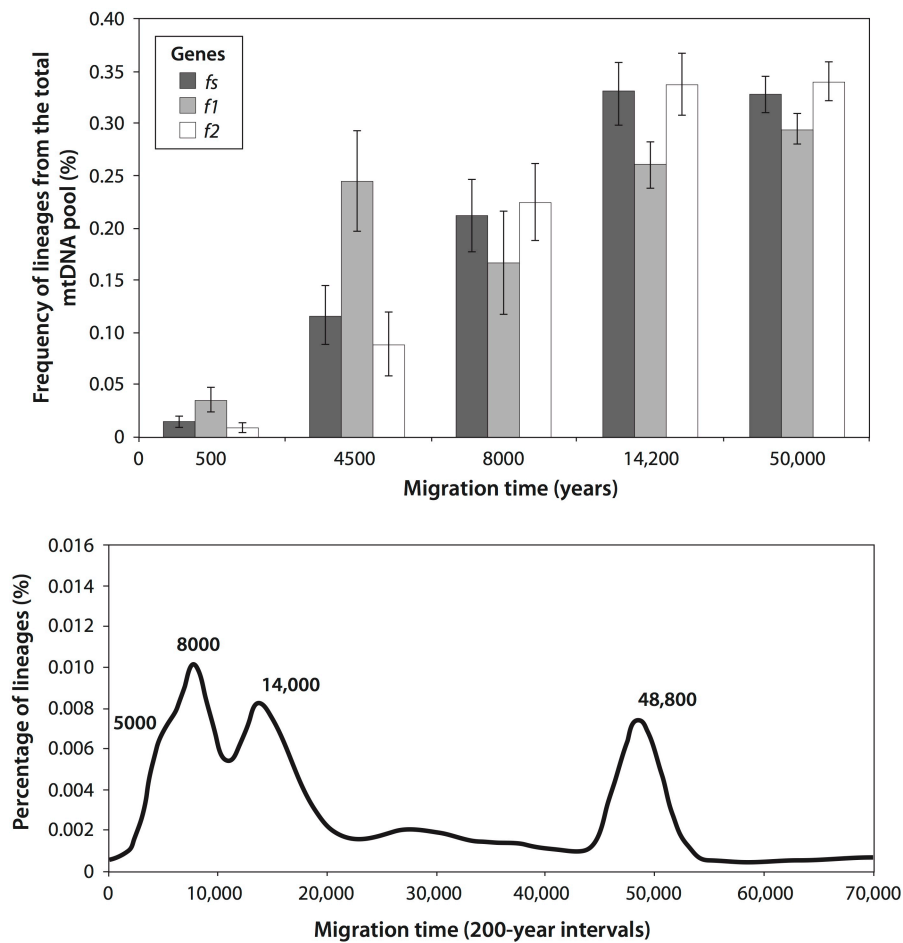 Frequency of lineages from the total
mtDNA pool (%)
0.40
0.35
0.30
0.25
0.20
0.15
0.10
0.05
0
Genes
fs
f1
f2
0 500 4500 8000 14,200 50,000
Migration time (years)
Percentage of lineages (%)
0.016
0.014
0.012
0.010
0.008
0.006
0.004
0.002
0
5000
8000
14,000
48,800
0 10,000 20,000 30,000 40,000 50,000 60,000 70,000
Migration time (200-year intervals)